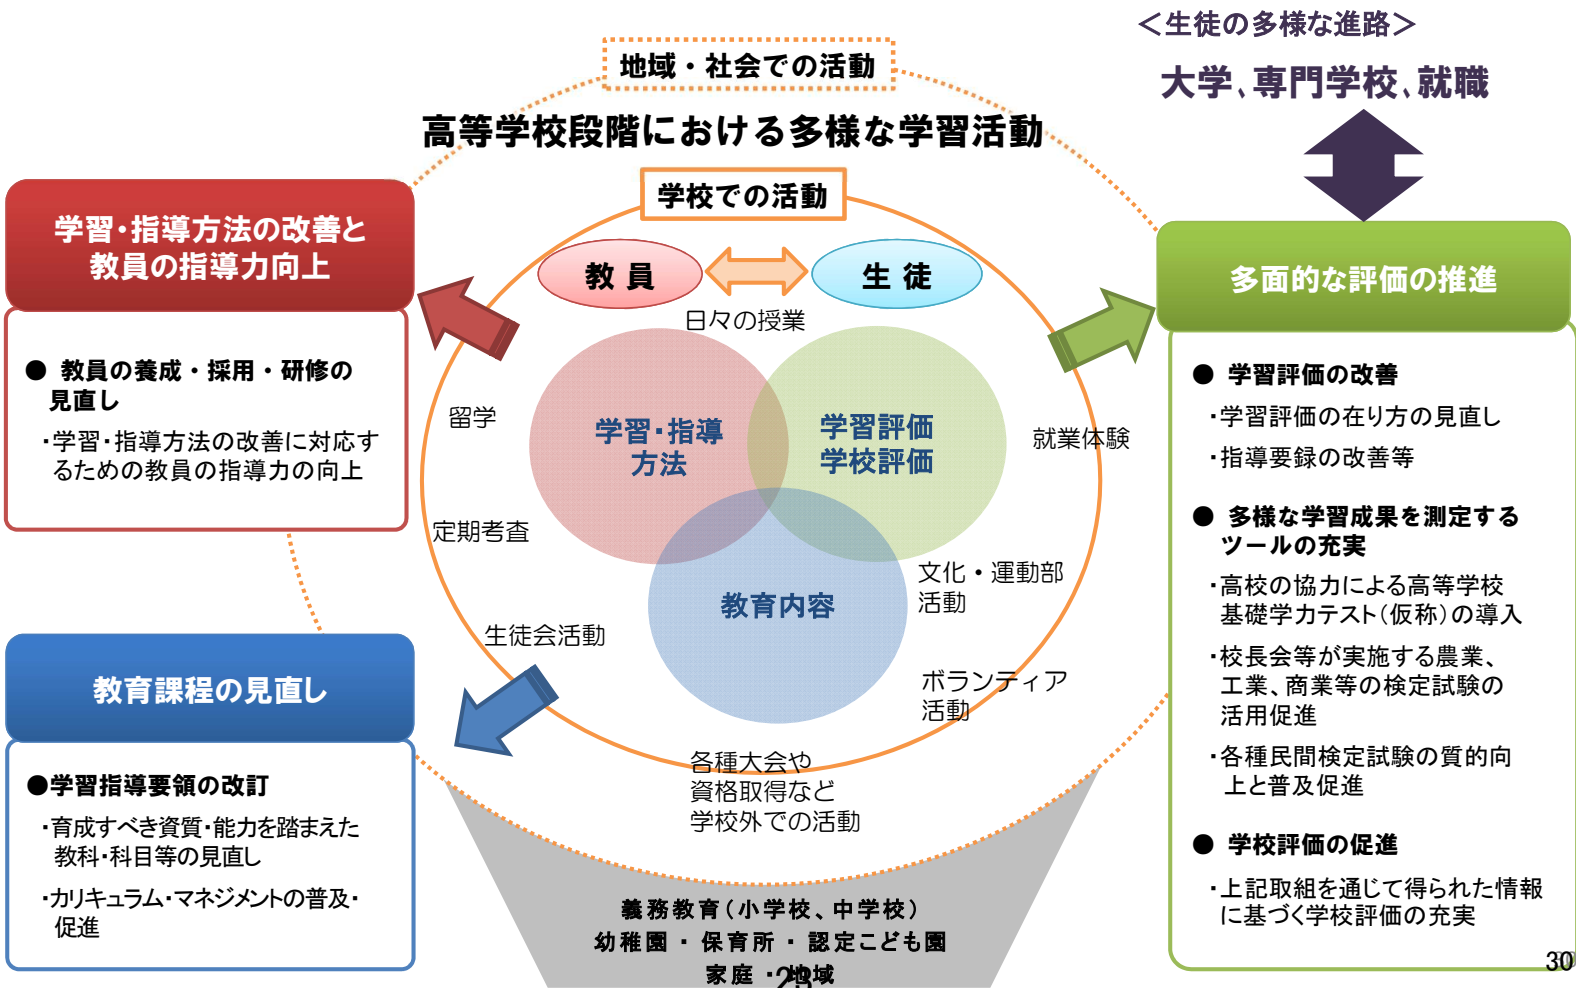 ＜生徒の多様な進路＞
大学、専門学校、就職
地域・社会での活動
高等学校段階における多様な学習活動
学校での活動
教員
生徒
日々の授業
学習・指導方法の改善と
教員の指導力向上
● 教員の養成・採用・研修の
見直し
・学習・指導方法の改善に対応す
るための教員の指導力の向上
留学
定期考査
生徒会活動
学習・指導
方法
学習評価
学校評価
教育内容
就業体験
文化・運動部
活動
ボランティア
活動
各種大会や
資格取得など
学校外での活動
教育課程の見直し
●学習指導要領の改訂
・育成すべき資質・能力を踏まえた
教科・科目等の見直し
・カリキュラム・マネジメントの普及・
促進
多面的な評価の推進
● 学習評価の改善
・学習評価の在り方の見直し
・指導要録の改善等
● 多様な学習成果を測定する
ツールの充実
・高校の協力による高等学校
基礎学力テスト（仮称）の導入
・校長会等が実施する農業、
工業、商業等の検定試験の
活用促進
・各種民間検定試験の質的向
上と普及促進
● 学校評価の促進
・上記取組を通じて得られた情報
に基づく学校評価の充実
義務教育（小学校、中学校）
幼稚園・保育所・認定こども園
家庭・地域
30